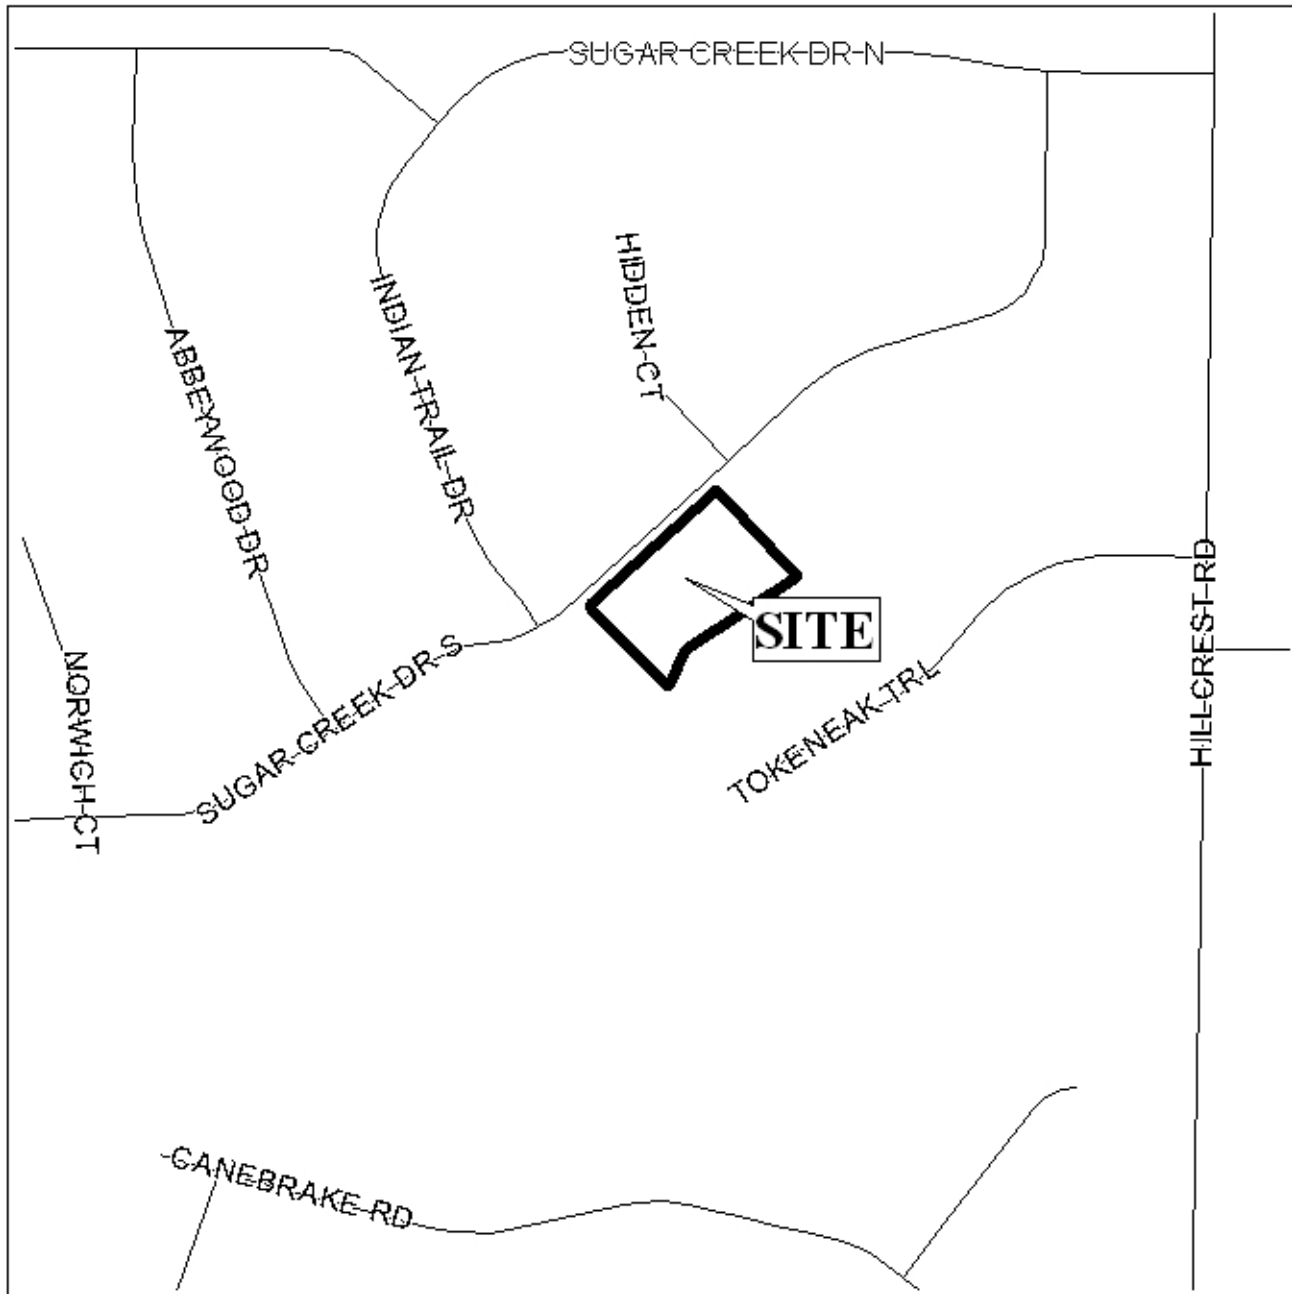 SUGAR CREEK DR N
HIDDEN CT
INDIAN TRAIL DR
ABBEYWOOD DR
HILLCREST RD
SITE
SUGAR CREEK DR S
TOKENEAK TRL
NORWICH CT
CANEBRAKE RD